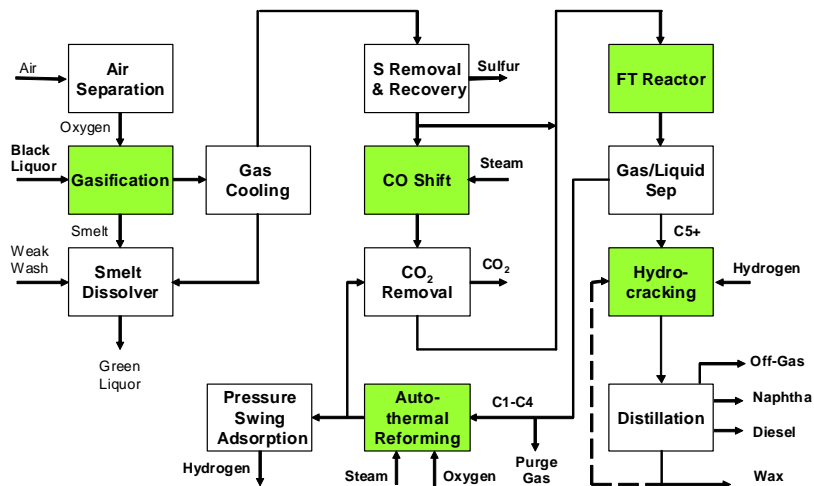 Air
Air
Separation
Oxygen
Black
Liquor
Gasification
Gas
Cooling
Smelt
Weak
Wash
Smelt
Dissolver
Green
Liquor
S Removal
& Recovery
Sulfur
CO Shift
Steam
CO2
Removal
CO2
Pressure
Swing
Adsorption
Hydrogen
Auto-
thermal
Reforming
Steam
Oxygen
C1-C4
Purge
Gas
FT Reactor
Gas/Liquid
Sep
C5+
Hydro-
cracking
Hydrogen
Distillation
Off-Gas
Naphtha
Diesel
Wax